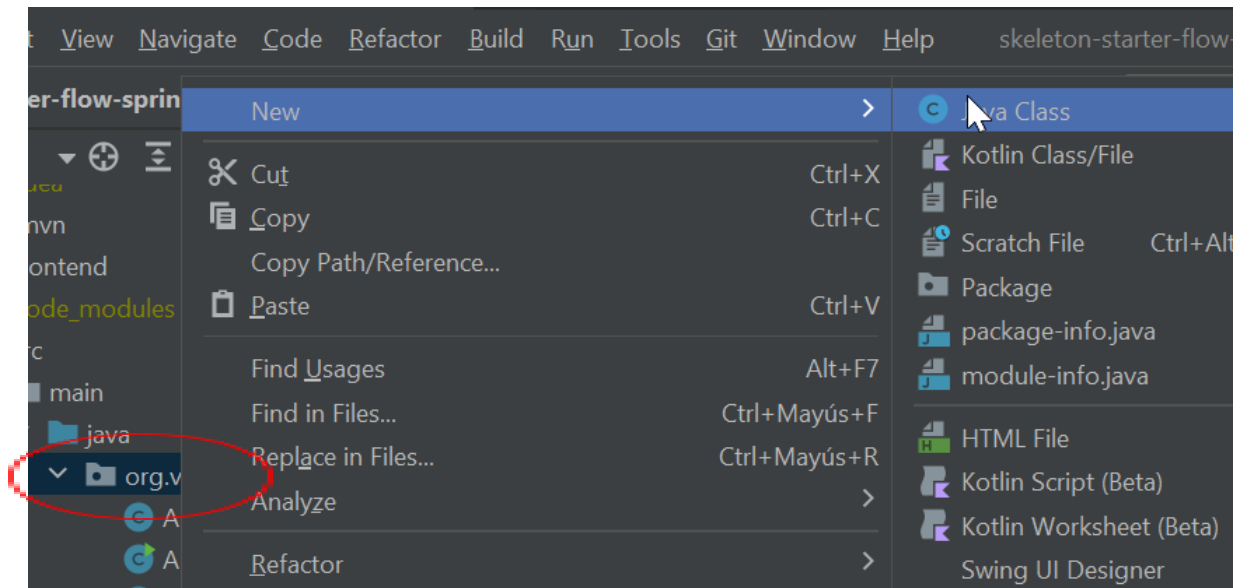 t View Navigate Code Refactor Build Run Tools Git Window Help skeleton-starter-flow-
er-flow-sprin
New
Java Class
Kotlin Class/File
Cut Ctrl+X
File
Copy Ctrl+C
Scratch File Ctrl+Alt
Copy Path/Reference...
Package
Paste Ctrl+V
package-info.java
module-info.java
Find Usages Alt+F7
Find in Files... Ctrl+Mayús+F
HTML File
Replace in Files... Ctrl+Mayús+R
Kotlin Script (Beta)
Analyze
Kotlin Worksheet (Beta)
Refactor
Swing UI Designer
dea
mvn
ontend
ode_modules
rc
main
java
org.v
A
A